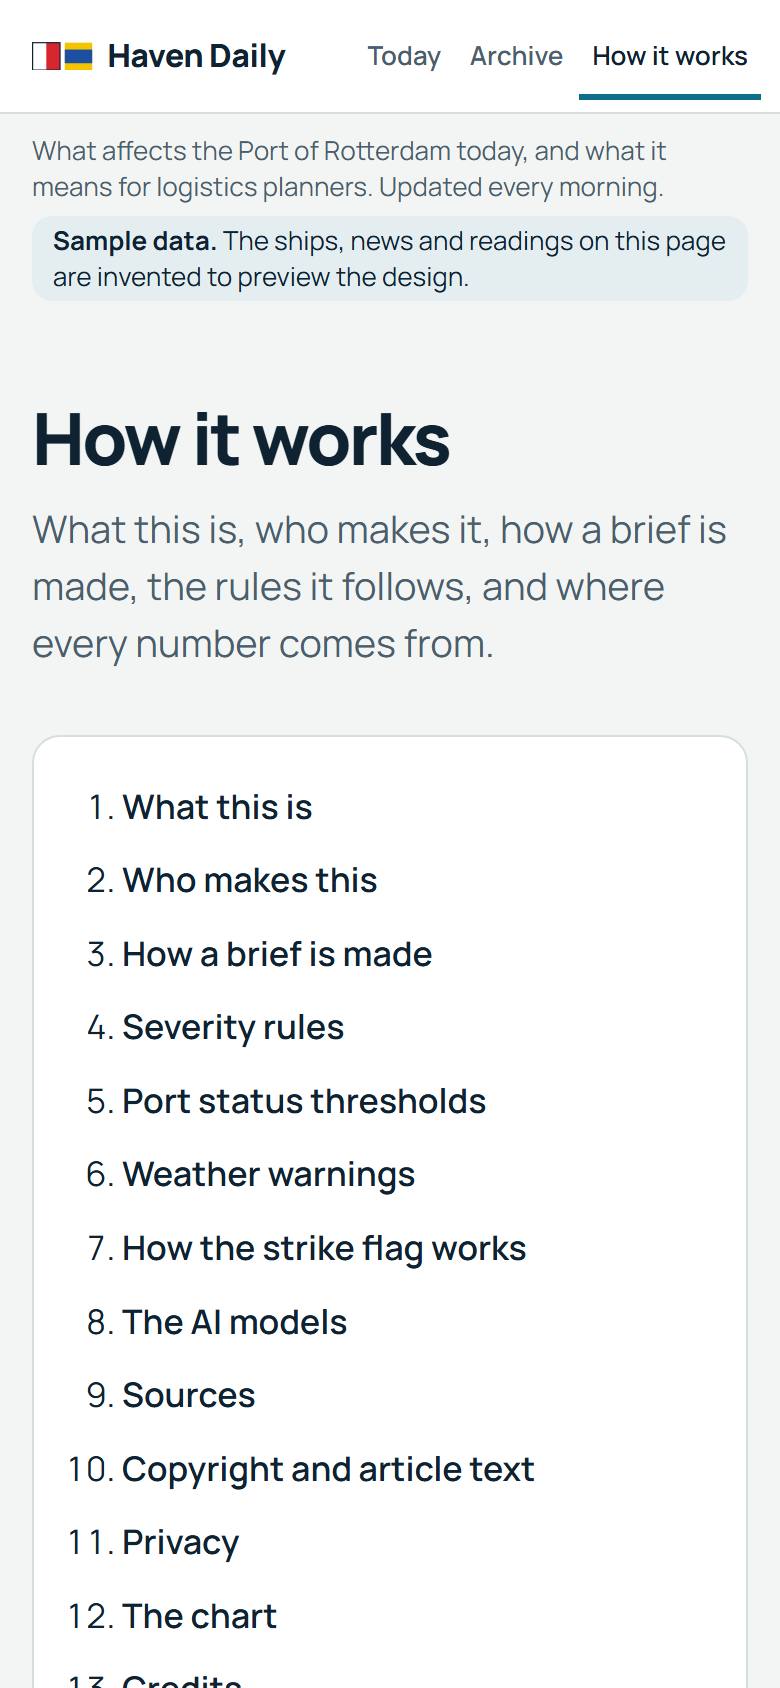 Haven Daily Today Archive How it works
What affects the Port of Rotterdam today, and what it
means for logistics planners. Updated every morning.
Sample data. The ships, news and readings on this page
are invented to preview the design.
How it works
What this is, who makes it, how a brief is
made, the rules it follows, and where
every number comes from.
1. What this is
2. Who makes this
3. How a brief is made
4. Severity rules
5. Port status thresholds
6. Weather warnings
7. How the strike flag works
8. The AI models
9. Sources
10. Copyright and article text
11. Privacy
12. The chart
13. Credits